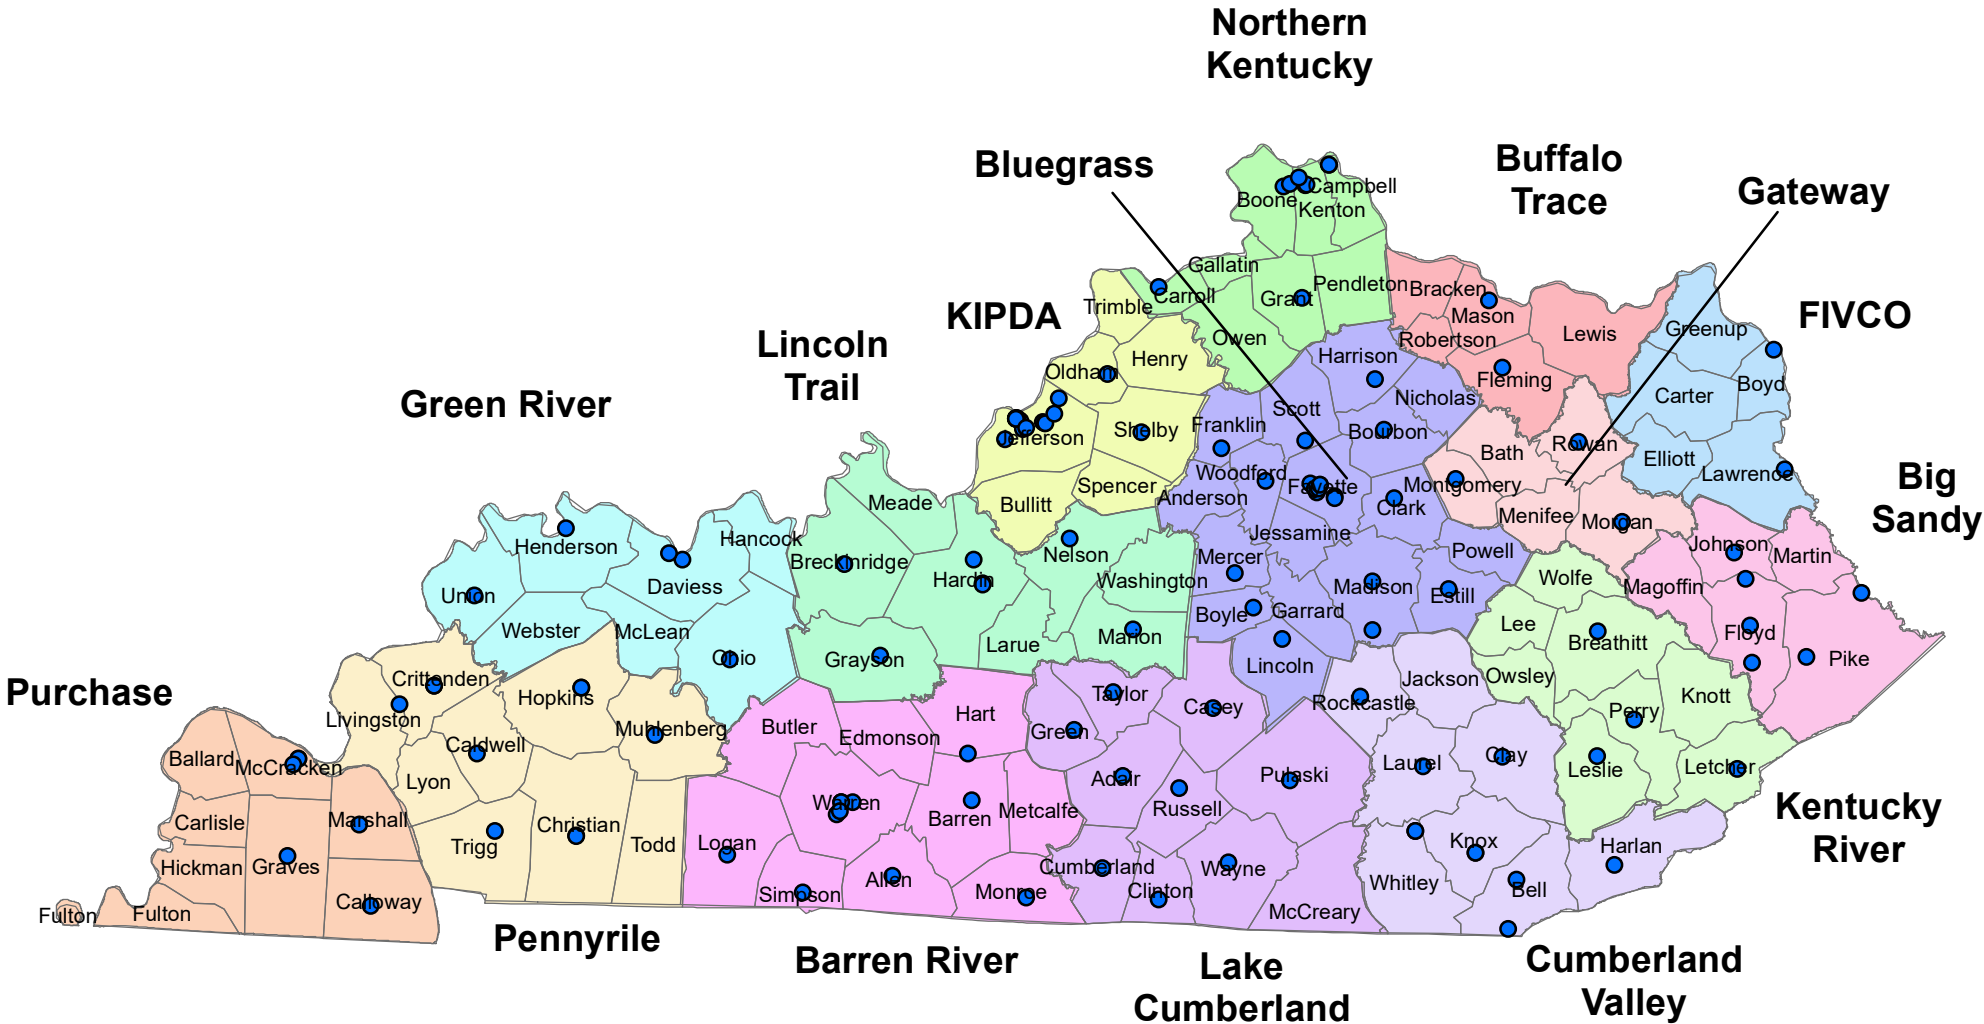 Northern
Kentucky
Bluegrass
Buffalo
Trace
Gateway
Campbell
Boone
Kenton
Gallatin
Carroll
Grant
Pendleton
Owen
KIPDA
Trimble
Henry
Oldham
Jefferson
Shelby
Spencer
Bullitt
Bracken
Mason
Robertson
Lewis
Fleming
FIVCO
Greenup
Carter
Boyd
Elliott
Lawrence
Harrison
Nicholas
Scott
Franklin
Bourbon
Woodford
Fayette
Anderson
Clark
Jessamine
Mercer
Powell
Madison
Estill
Boyle
Garrard
Lincoln
Bath
Rowan
Montgomery
Menifee
Morgan
Big
Sandy
Johnson
Martin
Magoffin
Floyd
Pike
Lincoln
Trail
Meade
Breckinridge
Hardin
Nelson
Washington
Marion
Larue
Grayson
Green River
Henderson
Hancock
Daviess
Union
Webster
McLean
Ohio
Wolfe
Lee
Breathitt
Owsley
Knott
Perry
Leslie
Letcher
Kentucky
River
Purchase
Ballard
McCracken
Carlisle
Marshall
Hickman
Graves
Calloway
Fulton
Fulton
Crittenden
Livingston
Hopkins
Muhlenberg
Caldwell
Lyon
Trigg
Christian
Todd
Pennyrile
Butler
Edmonson
Hart
Warren
Barren
Metcalfe
Logan
Simpson
Allen
Monroe
Barren River
Taylor
Casey
Green
Adair
Russell
Pulaski
Cumberland
Clinton
Wayne
McCreary
Lake
Cumberland
Rockcastle
Jackson
Laurel
Clay
Knox
Whitley
Bell
Harlan
Cumberland
Valley